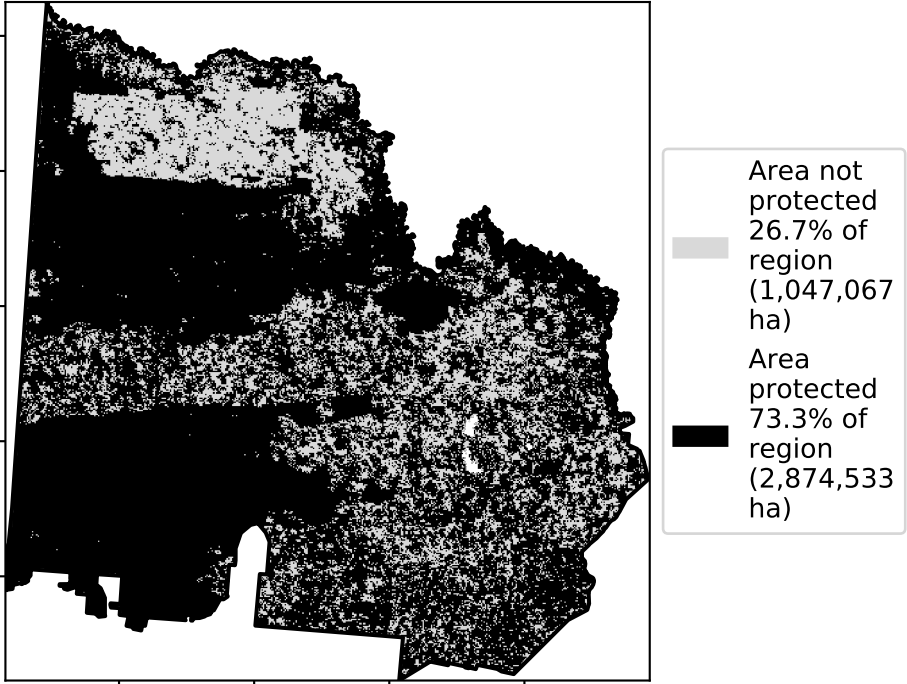 Area not
protected
26.7% of
region
(1,047,067
ha)
Area
protected
73.3% of
region
(2,874,533
ha)